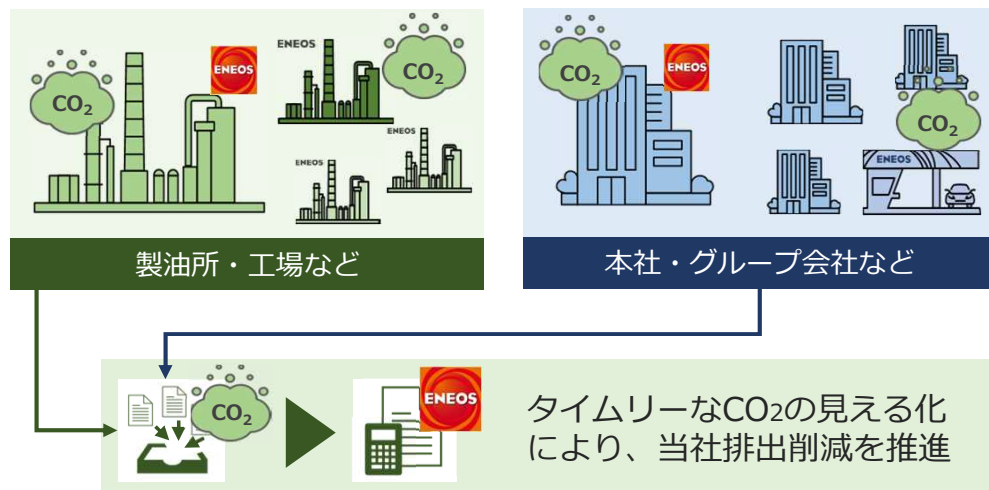 CO₂
ENEOS
ENEOS
CO₂
ENEOS
ENEOS
製油所・工場など
CO₂
ENEOS
CO₂
ENEOS
本社・グループ会社など
CO₂
ENEOS
タイムリーなCO₂の見える化
により、当社排出削減を推進